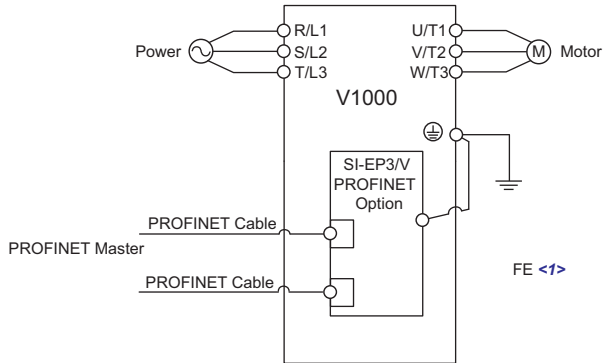 R/L1
U/T1
Power
S/L2
V/T2
M
Motor
T/L3
W/T3
V1000
SI-EP3/V
PROFINET
Option
PROFINET Cable
PROFINET Master
FE <1>
PROFINET Cable